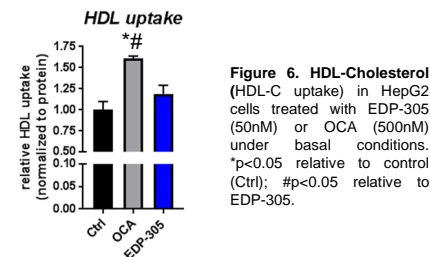 HDL uptake
*#
relative HDL uptake
(normalized to protein)
1.75
1.50
1.25
1.00
0.75
0.50
0.10
0.05
0.00
Ctrl
OCA
EDP-305
Figure 6. HDL-Cholesterol
(HDL-C uptake) in HepG2
cells treated with EDP-305
(50nM) or OCA (500nM)
under basal conditions.
*p<0.05 relative to control
(Ctrl); #p<0.05 relative to
EDP-305.